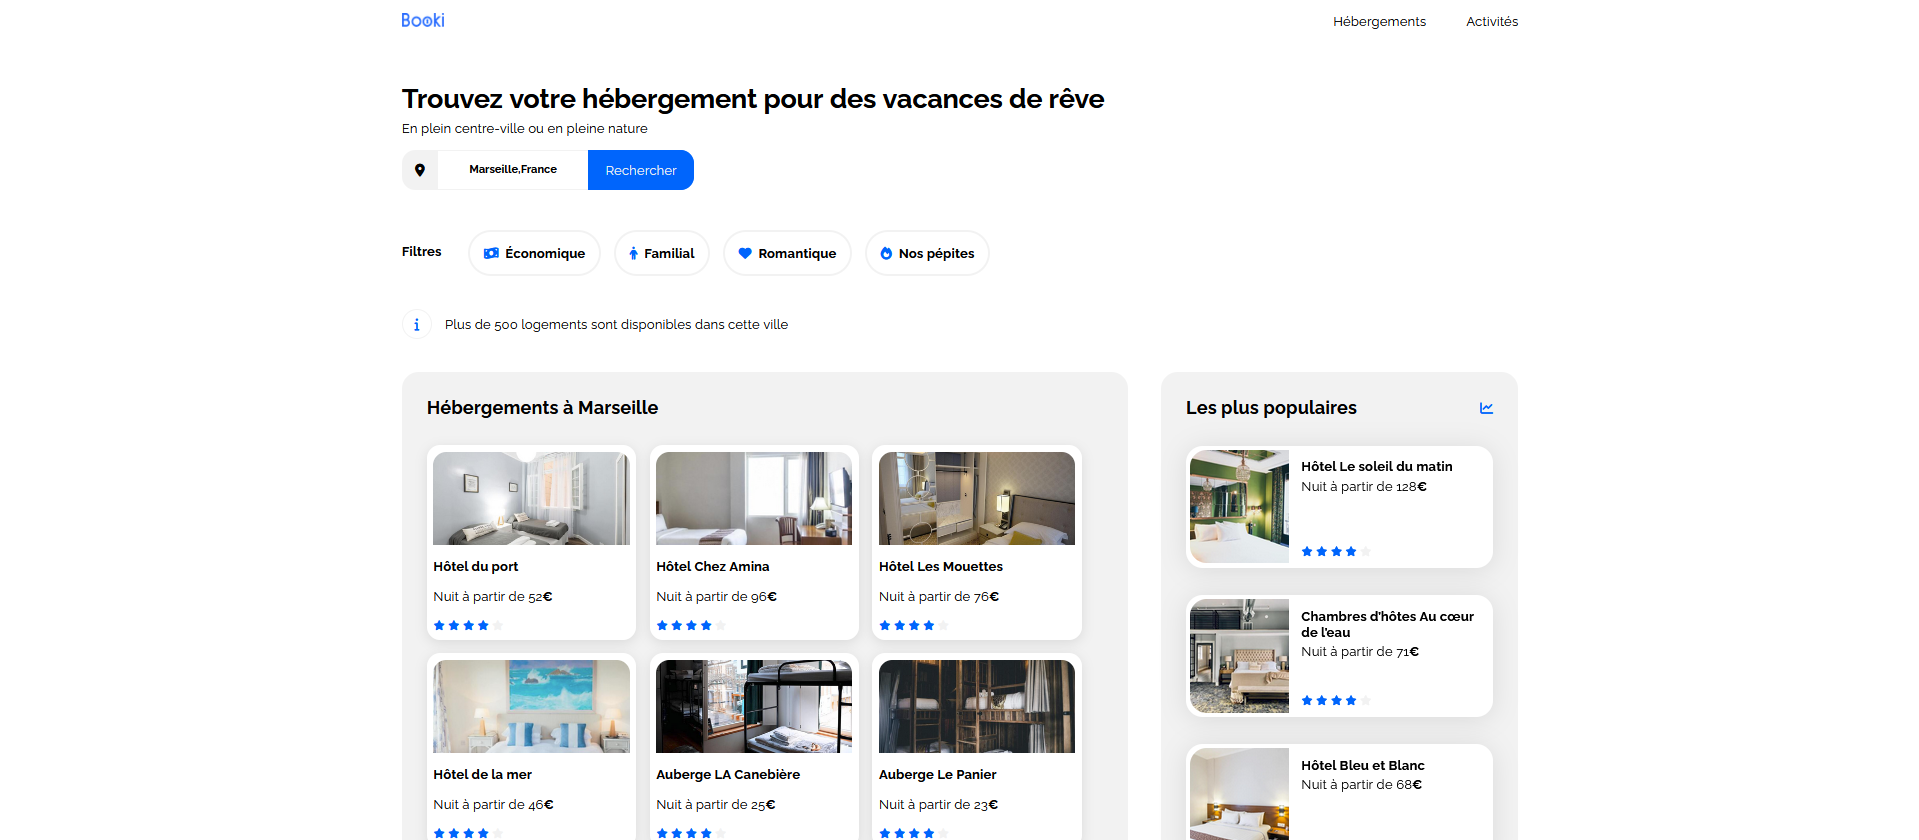 Booki
Hébergements
Activités
Trouvez votre hébergement pour des vacances de rêve
En plein centre-ville ou en pleine nature
Marseille,France
Rechercher
Filtres
Économique
Familial
Romantique
Nos pépites
Plus de 500 logements sont disponibles dans cette ville
Hébergements à Marseille
Hôtel du port
Nuit à partir de 52€
Hôtel Chez Amina
Nuit à partir de 96€
Hôtel Les Mouettes
Nuit à partir de 76€
Hôtel de la mer
Nuit à partir de 46€
Auberge LA Canebière
Nuit à partir de 25€
Auberge Le Panier
Nuit à partir de 23€
Les plus populaires
Hôtel Le soleil du matin
Nuit à partir de 128€
Chambres d'hôtes Au cœur
de l'eau
Nuit à partir de 71€
Hôtel Bleu et Blanc
Nuit à partir de 68€